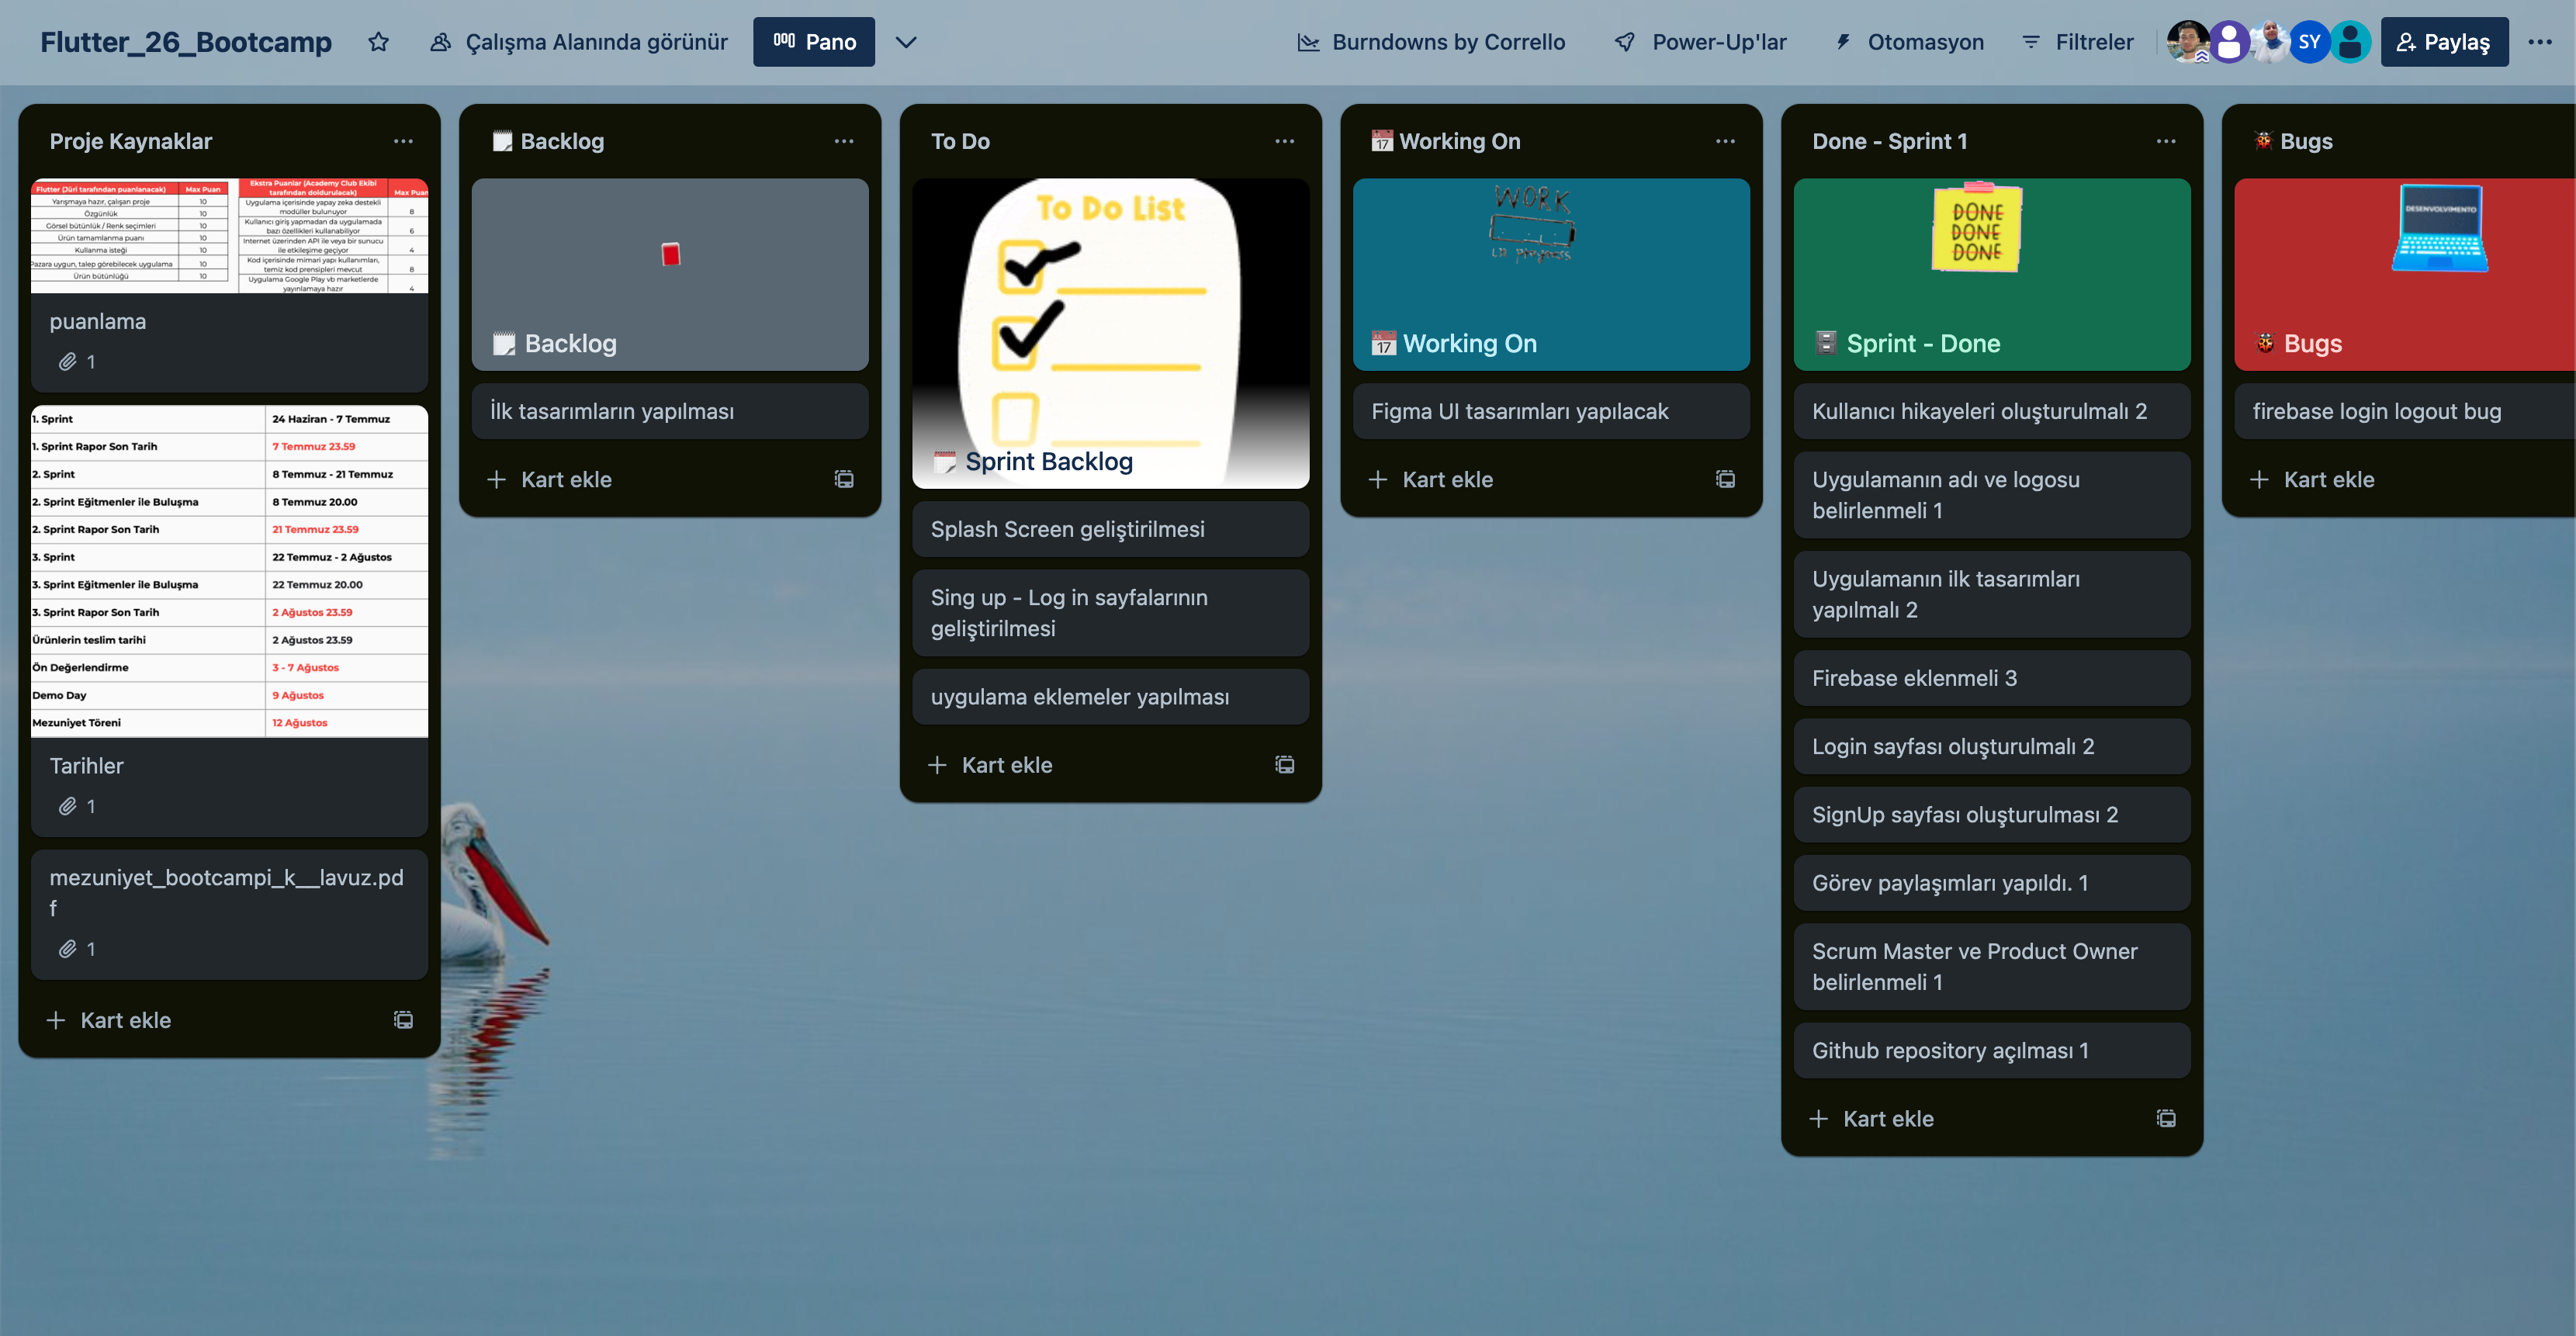 Flutter_26_Bootcamp
Çalışma Alanında görünür
Pano
Burndowns by Corrello
Power-Up'lar
Otomasyon
Filtreler
SY
Paylaş
Proje Kaynaklar
Flutter (Jüri tarafından puanlanacak) Max Puan
Yarışmaya hazır, çalışan proje 10
Özgünlük 10
Görsel bütünlük / Renk seçimleri 10
Ürün tamamlanma puanı 10
Kullanma isteği 10
Pazara uygun, talep görebilecek uygulama 10
Ürün bütünlüğü 10
Ekstra Puanlar (Academy Club Ekibi
tarafından doldurulacak) Max Puan
Uygulama içerisinde yapay zeka destekli
modüller bulunuyor 8
Kullanıcı giriş yapmadan da uygulamada
bazı özellikleri kullanabiliyor 6
Internet üzerinden API ile veya bir sunucu
ile etkileşime geçiyor 4
Kod içerisinde mimari yapı kullanımları,
temiz kod prensipleri mevcut 8
Uygulama Google Play vb marketlerde
yayınlamaya hazır 4
puanlama
1
1. Sprint 24 Haziran - 7 Temmuz
1. Sprint Rapor Son Tarih 7 Temmuz 23.59
2. Sprint 8 Temmuz - 21 Temmuz
2. Sprint Eğitmenler ile Buluşma 8 Temmuz 20.00
2. Sprint Rapor Son Tarih 21 Temmuz 23.59
3. Sprint 22 Temmuz - 2 Ağustos
3. Sprint Eğitmenler ile Buluşma 22 Temmuz 20.00
3. Sprint Rapor Son Tarih 2 Ağustos 23.59
Ürünlerin teslim tarihi 2 Ağustos 23.59
Ön Değerlendirme 3 - 7 Ağustos
Demo Day 9 Ağustos
Mezuniyet Töreni 12 Ağustos
Tarihler
1
mezuniyet_bootcampi_k__lavuz.pd
f
1
Kart ekle
Backlog
Backlog
İlk tasarımların yapılması
Kart ekle
To Do
To Do List
Sprint Backlog
Splash Screen geliştirilmesi
Sing up - Log in sayfalarının
geliştirilmesi
uygulama eklemeler yapılması
Kart ekle
17 Working On
WORK
in progress
17 Working On
Figma UI tasarımları yapılacak
Kart ekle
Done - Sprint 1
DONE
DONE
DONE
Sprint - Done
Kullanıcı hikayeleri oluşturulmalı 2
Uygulamanın adı ve logosu
belirlenmeli 1
Uygulamanın ilk tasarımları
yapılmalı 2
Firebase eklenmeli 3
Login sayfası oluşturulmalı 2
SignUp sayfası oluşturulması 2
Görev paylaşımları yapıldı. 1
Scrum Master ve Product Owner
belirlenmeli 1
Github repository açılması 1
Kart ekle
Bugs
DESENVOLVIMENTO
Bugs
firebase login logout bug
Kart ekle